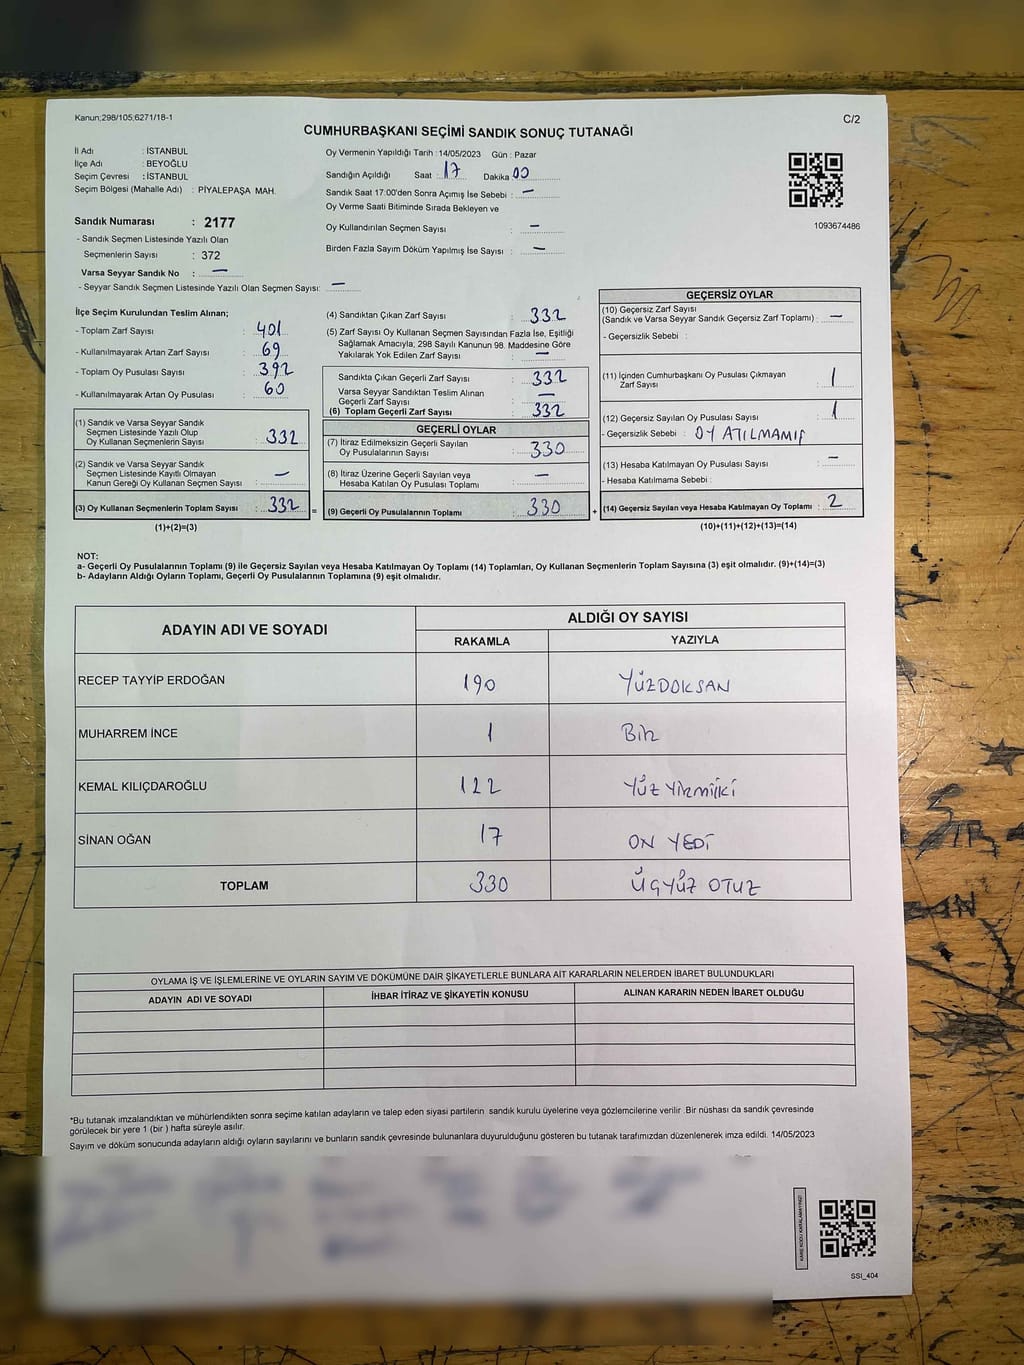 Kanun;298/105;6271/18-1
C/2
CUMHURBAŞKANI SEÇİMİ SANDIK SONUÇ TUTANAĞI
İl Adı : İSTANBUL
İlçe Adı : BEYOĞLU
Seçim Çevresi : İSTANBUL
Seçim Bölgesi (Mahalle Adı) : PİYALEPAŞA MAH.
Sandık Numarası : 2177
- Sandık Seçmen Listesinde Yazılı Olan
Seçmenlerin Sayısı : 372
Varsa Seyyar Sandık No : —
- Seyyar Sandık Seçmen Listesinde Yazılı Olan Seçmen Sayısı: —
Oy Vermenin Yapıldığı Tarih : 14/05/2023 Gün : Pazar
Sandığın Açıldığı Saat : 17 Dakika 00
Sandık Saat 17:00'den Sonra Açımış İse Sebebi : —
Oy Verme Saati Bitiminde Sırada Bekleyen ve
Oy Kullandırılan Seçmen Sayısı : —
Birden Fazla Sayım Döküm Yapılmış İse Sayısı : —
1093674486
İlçe Seçim Kurulundan Teslim Alınan;
- Toplam Zarf Sayısı : 401
- Kullanılmayarak Artan Zarf Sayısı : 69
- Toplam Oy Pusulası Sayısı : 392
- Kullanılmayarak Artan Oy Pusulası : 60
(1) Sandık ve Varsa Seyyar Sandık
Seçmen Listesinde Yazılı Olup
Oy Kullanan Seçmenlerin Sayısı : 332
(2) Sandık ve Varsa Seyyar Sandık
Seçmen Listesinde Kayıtlı Olmayan
Kanun Gereği Oy Kullanan Seçmen Sayısı : —
(3) Oy Kullanan Seçmenlerin Toplam Sayısı : 332 =
(1)+(2)=(3)
(4) Sandıktan Çıkan Zarf Sayısı : 332
(5) Zarf Sayısı Oy Kullanan Seçmen Sayısından Fazla İse, Eşitliği
Sağlamak Amacıyla; 298 Sayılı Kanunun 98. Maddesine Göre
Yakılarak Yok Edilen Zarf Sayısı : —
Sandıkta Çıkan Geçerli Zarf Sayısı : 332
Varsa Seyyar Sandıktan Teslim Alınan
Geçerli Zarf Sayısı : —
(6) Toplam Geçerli Zarf Sayısı : 332
GEÇERLİ OYLAR
(7) İtiraz Edilmeksizin Geçerli Sayılan
Oy Pusulasının Sayısı : 330
(8) İtiraz Üzerine Geçerli Sayılan veya
Hesaba Katılan Oy Pusulası Toplamı : —
(9) Geçerli Oy Pusulalarının Toplamı : 330 +
GEÇERSİZ OYLAR
(10) Geçersiz Zarf Sayısı
(Sandık ve Varsa Seyyar Sandık Geçersiz Zarf Toplamı) : —
- Geçersizlik Sebebi :
(11) İçinden Cumhurbaşkanı Oy Pusulası Çıkmayan
Zarf Sayısı : 1
(12) Geçersiz Sayılan Oy Pusulası Sayısı : 1
- Geçersizlik Sebebi : OY ATILMAMIŞ
(13) Hesaba Katılmayan Oy Pusulası Sayısı : —
- Hesaba Katılmama Sebebi :
(14) Geçersiz Sayılan veya Hesaba Katılmayan Oy Toplamı : 2
(10)+(11)+(12)+(13)=(14)
NOT:
a- Geçerli Oy Pusulalarının Toplamı (9) ile Geçersiz Sayılan veya Hesaba Katılmayan Oy Toplamı (14) Toplamları, Oy Kullanan Seçmenlerin Toplam Sayısına (3) eşit olmalıdır. (9)+(14)=(3)
b- Adayların Aldığı Oyların Toplamı, Geçerli Oy Pusulalarının Toplamına (9) eşit olmalıdır.
ADAYIN ADI VE SOYADI
ALDIĞI OY SAYISI
RAKAMLA YAZIYLA
RECEP TAYYİP ERDOĞAN 190 YÜZDOKSAN
MUHARREM İNCE 1 Bir
KEMAL KILIÇDAROĞLU 122 YÜZ YİRMİİKİ
SİNAN OĞAN 17 ON YEDİ
TOPLAM 330 ÜÇYÜZ OTUZ
OYLAMA İŞ VE İŞLEMLERİNE VE OYLARIN SAYIM VE DÖKÜMÜNE DAİR ŞİKAYETLERLE BUNLARA AİT KARARLARIN NELERDEN İBARET BULUNDUKLARI
ADAYIN ADI VE SOYADI İHBAR İTİRAZ VE ŞİKAYETİN KONUSU ALINAN KARARIN NEDEN İBARET OLDUĞU
*Bu tutanak imzalandıktan ve mühürlendikten sonra seçime katılan adayların ve talep eden siyasi partilerin sandık kurulu üyelerine veya gözlemcilerine verilir .Bir nüshası da sandık çevresinde
görülecek bir yere 1 (bir ) hafta süreyle asılır.
Sayım ve döküm sonucunda adayların aldığı oyların sayılarını ve bunların sandık çevresinde bulunanlara duyurulduğunu gösteren bu tutanak tarafımızdan düzenlenerek imza edildi. 14/05/2023
KARE KODU KARALAMAYINIZ!
SSI_404